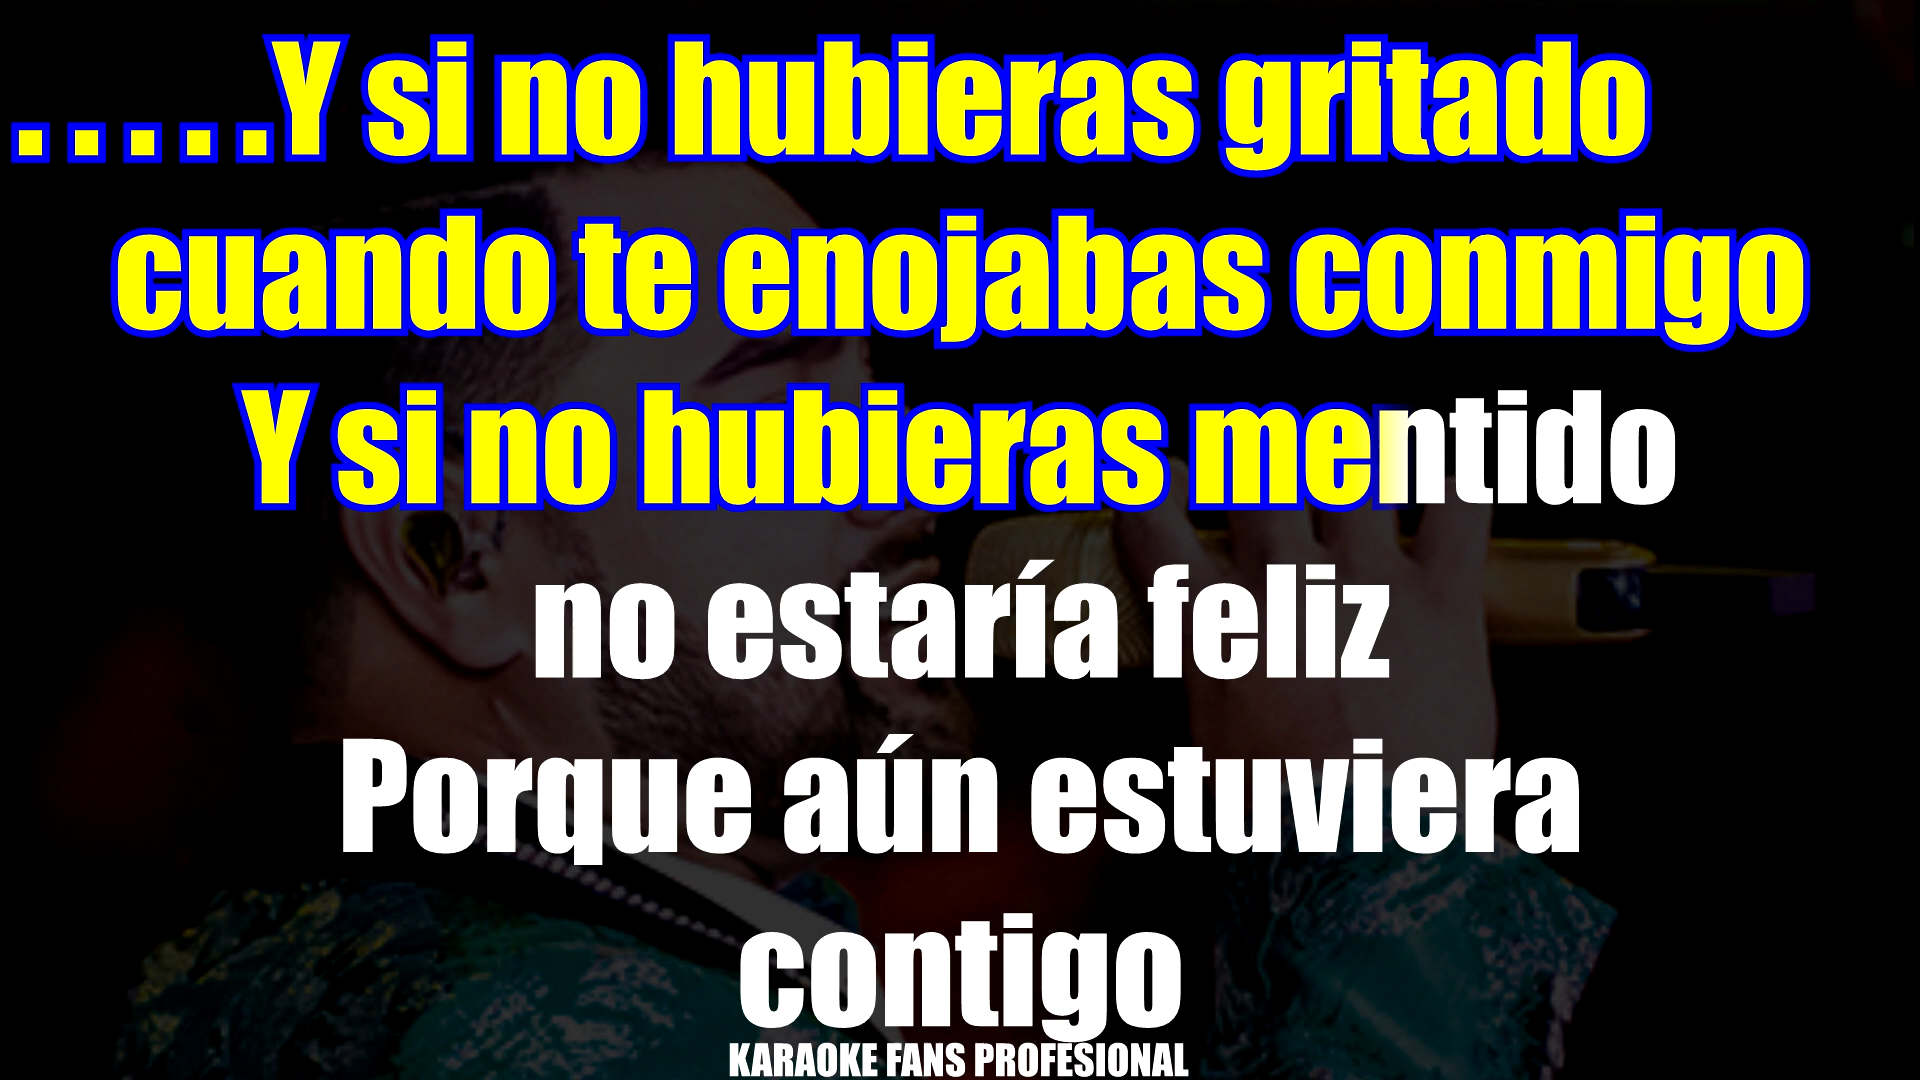 .....Y si no hubieras gritado
cuando te enojabas conmigo
Y si no hubieras mentido
no estaría feliz
Porque aún estuviera
contigo
KARAOKE FANS PROFESIONAL